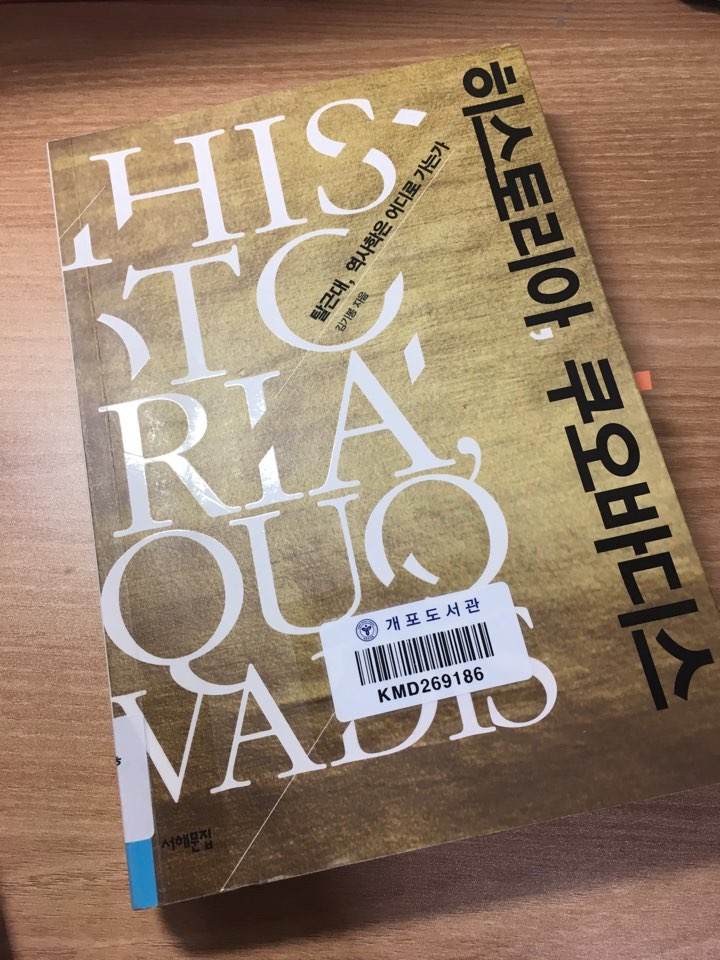 HIS
TO
RIA,
QUO
VADIS
히스토리아, 쿠오바디스
탈근대, 역사학은 어디로 가는가
김기봉 지음
개포도서관
KMD269186
서해문집